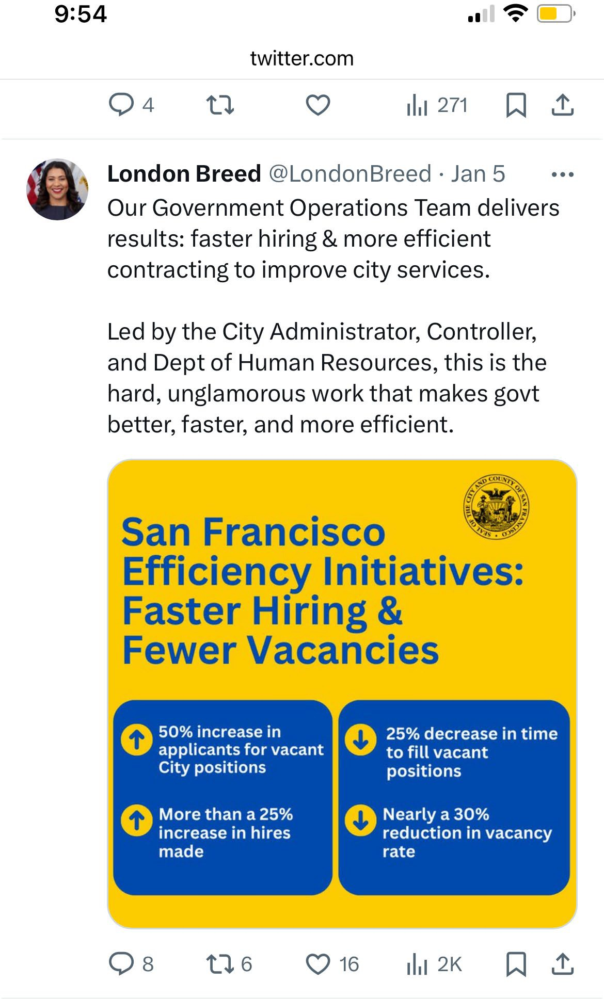 9:54
twitter.com
4 271
London Breed @LondonBreed · Jan 5
Our Government Operations Team delivers
results: faster hiring & more efficient
contracting to improve city services.
Led by the City Administrator, Controller,
and Dept of Human Resources, this is the
hard, unglamorous work that makes govt
better, faster, and more efficient.
SEAL OF THE CITY AND COUNTY OF SAN FRANCISCO
San Francisco
Efficiency Initiatives:
Faster Hiring &
Fewer Vacancies
50% increase in
applicants for vacant
City positions
More than a 25%
increase in hires
made
25% decrease in time
to fill vacant
positions
Nearly a 30%
reduction in vacancy
rate
8 6 16 2K